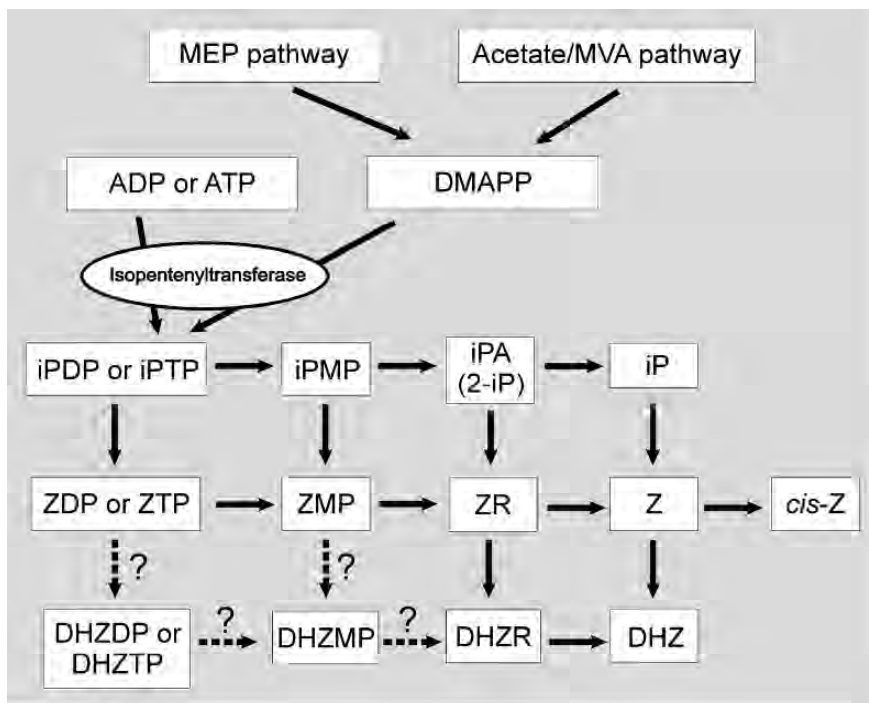 MEP pathway
Acetate/MVA pathway
ADP or ATP
DMAPP
Isopentenyltransferase
iPDP or iPTP
iPMP
iPA
(2-iP)
iP
ZDP or ZTP
ZMP
ZR
Z
cis-Z
?
?
DHZDP or
DHZTP
?
DHZMP
?
DHZR
DHZ